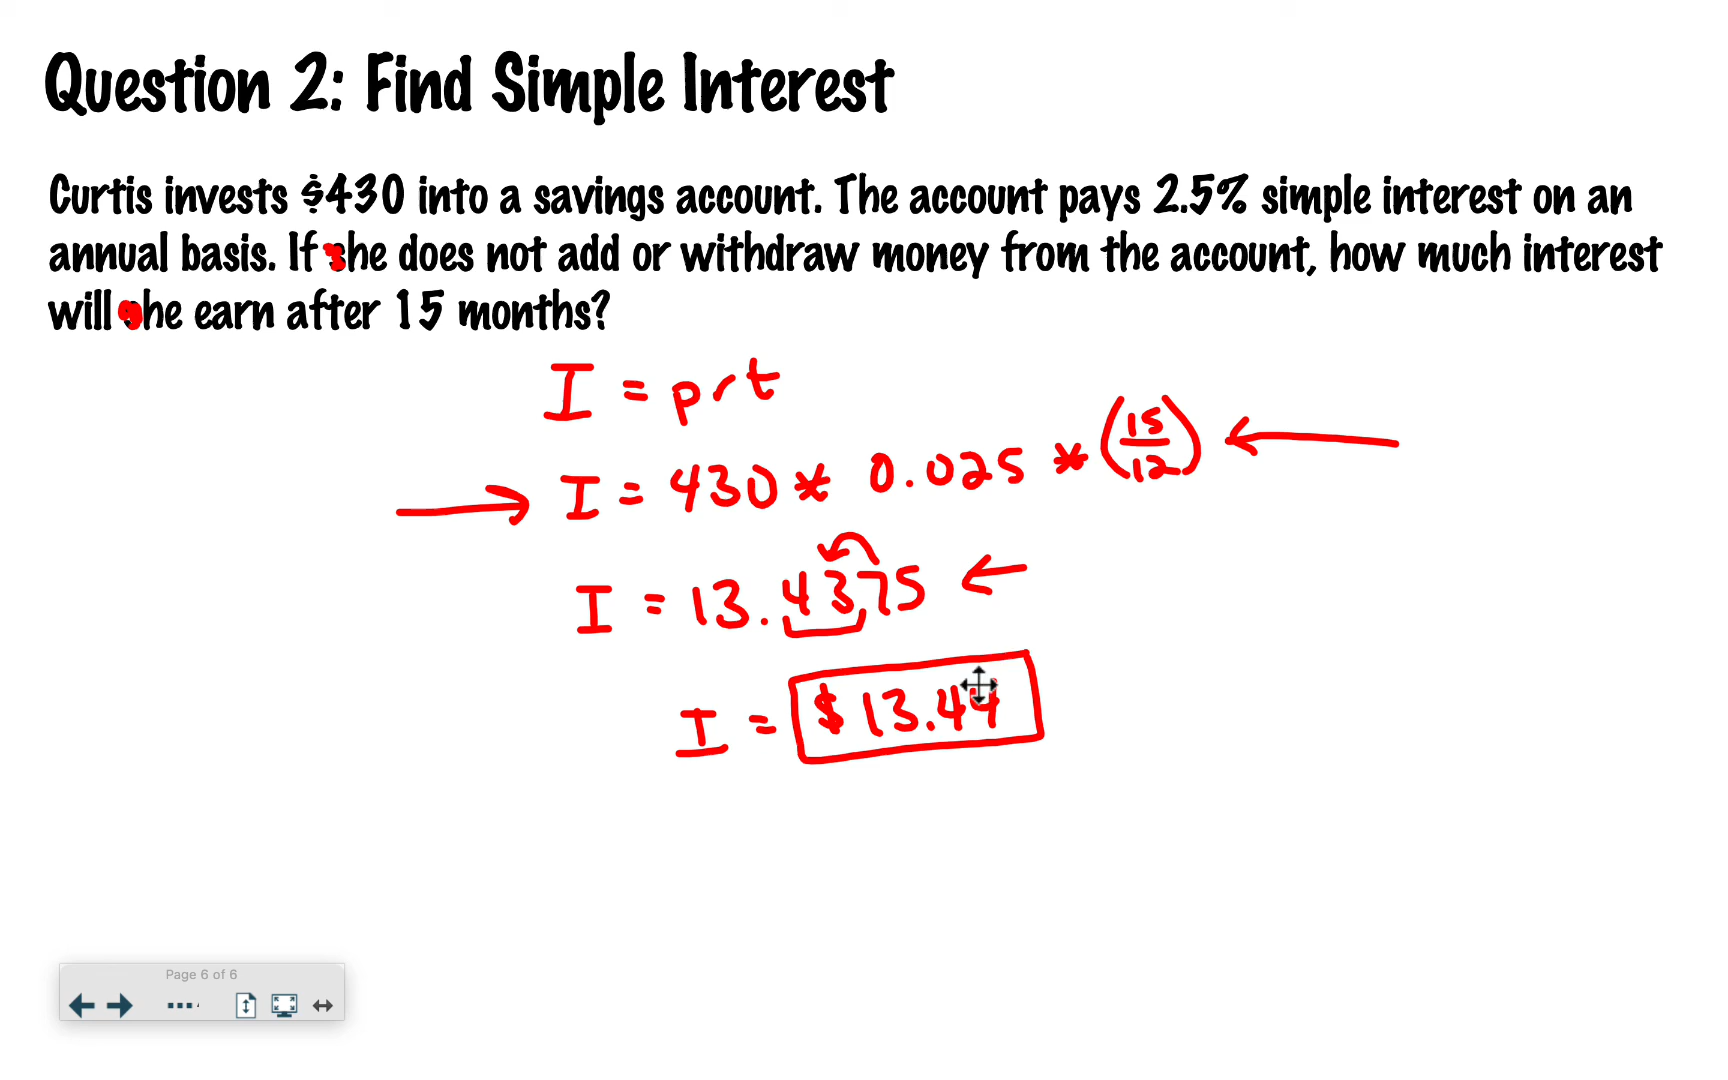 Question 2: Find Simple Interest
Curtis invests $430 into a savings account. The account pays 2.5% simple interest on an
annual basis. If he does not add or withdraw money from the account, how much interest
will he earn after 15 months?
I = prt
I = 430 * 0.025 * (15/12)
I = 13.4375
I = $13.44
Page 6 of 6